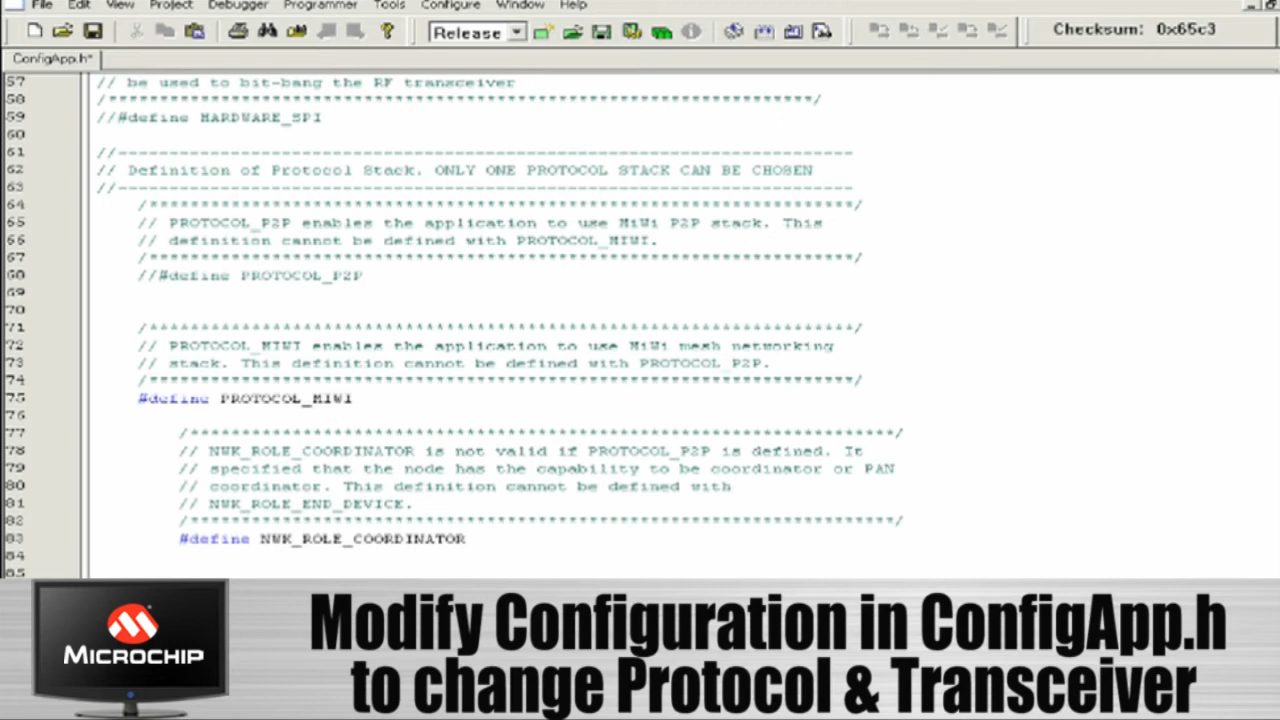 File Edit View Project Debugger Programmer Tools Configure Window Help
Release Checksum: 0x65c3
ConfigApp.h*
57 // be used to bit-bang the RF transceiver
58 /*********************************************************************/
59 //#define HARDWARE_SPI
60
61 //------------------------------------------------------------------------
62 // Definition of Protocol Stack. ONLY ONE PROTOCOL STACK CAN BE CHOSEN
63 //------------------------------------------------------------------------
64 /*********************************************************************/
65 // PROTOCOL_P2P enables the application to use MiWi P2P stack. This
66 // definition cannot be defined with PROTOCOL_MIWI.
67 /*********************************************************************/
68 //#define PROTOCOL_P2P
69
70
71 /*********************************************************************/
72 // PROTOCOL_MIWI enables the application to use MiWi mesh networking
73 // stack. This definition cannot be defined with PROTOCOL_P2P.
74 /*********************************************************************/
75 #define PROTOCOL_MIWI
76
77 /*********************************************************************/
78 // NWK_ROLE_COORDINATOR is not valid if PROTOCOL_P2P is defined. It
79 // specified that the node has the capability to be coordinator or PAN
80 // coordinator. This definition cannot be defined with
81 // NWK_ROLE_END_DEVICE.
82 /*********************************************************************/
83 #define NWK_ROLE_COORDINATOR
84
85
MICROCHIP
Modify Configuration in ConfigApp.h
to change Protocol & Transceiver